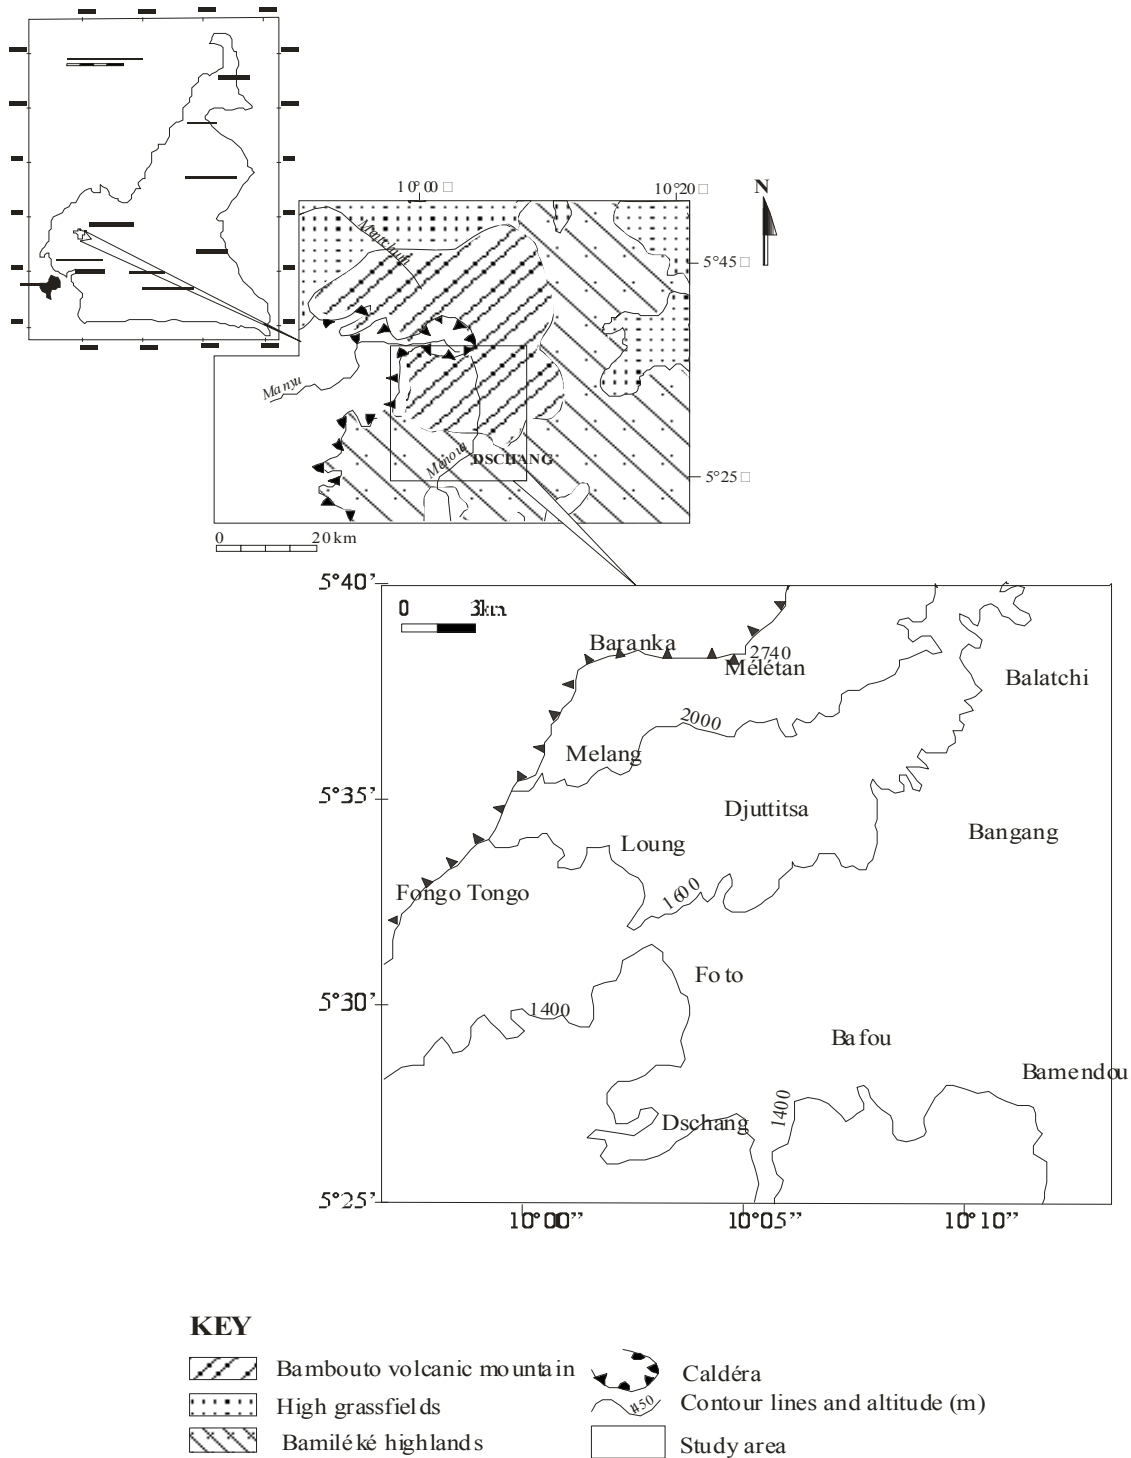 10°00
10°20
N
5°45
Manyu
Menoua
DSCHANG
5°25
0 20 km
5°40’
0 3km
Baranka
2740
Mélétan
Balatchi
2000
Melang
5°35’
Djuttitsa
Bangang
Loung
1600
Fongo Tongo
Foto
5°30’
1400
Bafou
Bamendou
1400
Dschang
5°25’
10°00’’
10°05’’
10°10’’
KEY
Bambouto volcanic mountain
Caldéra
High grassfields
Contour lines and altitude (m)
Bamiléké highlands
Study area